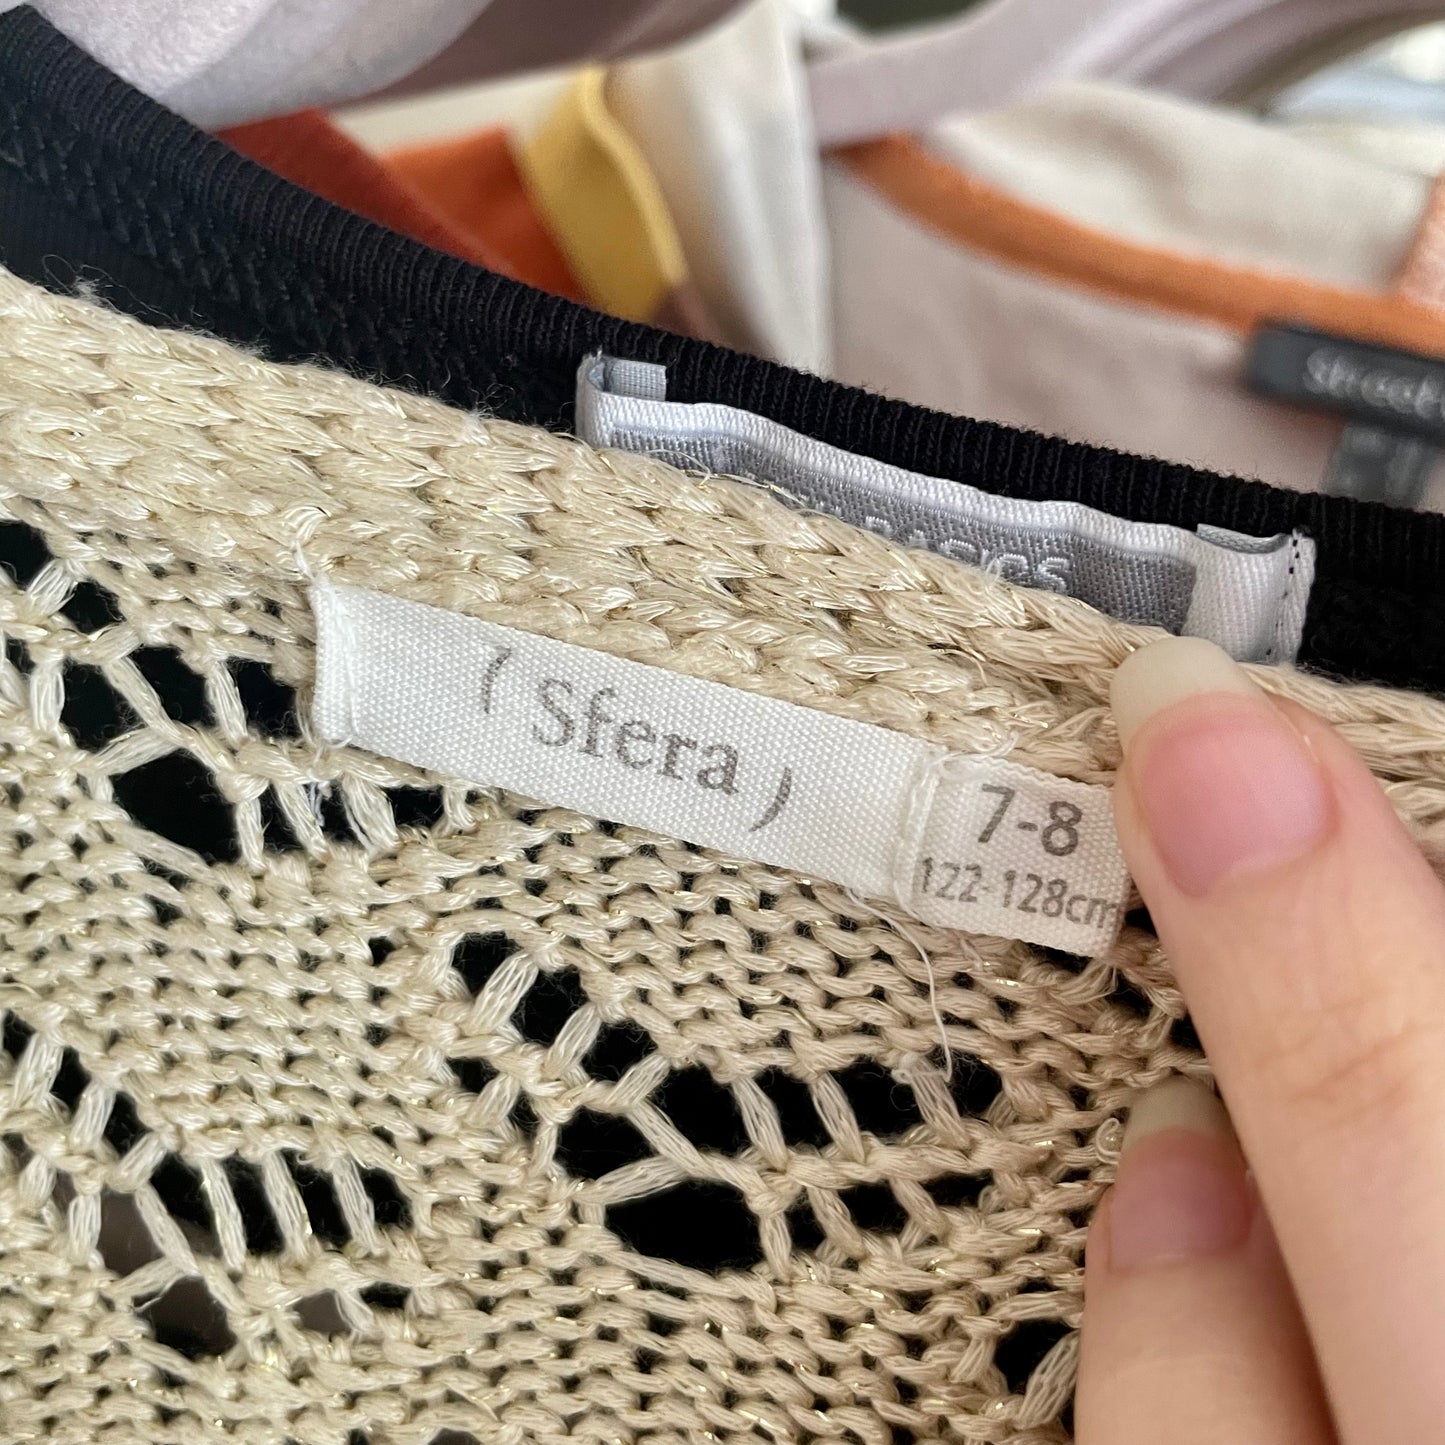 ( Sfera )
7-8
122-128cm